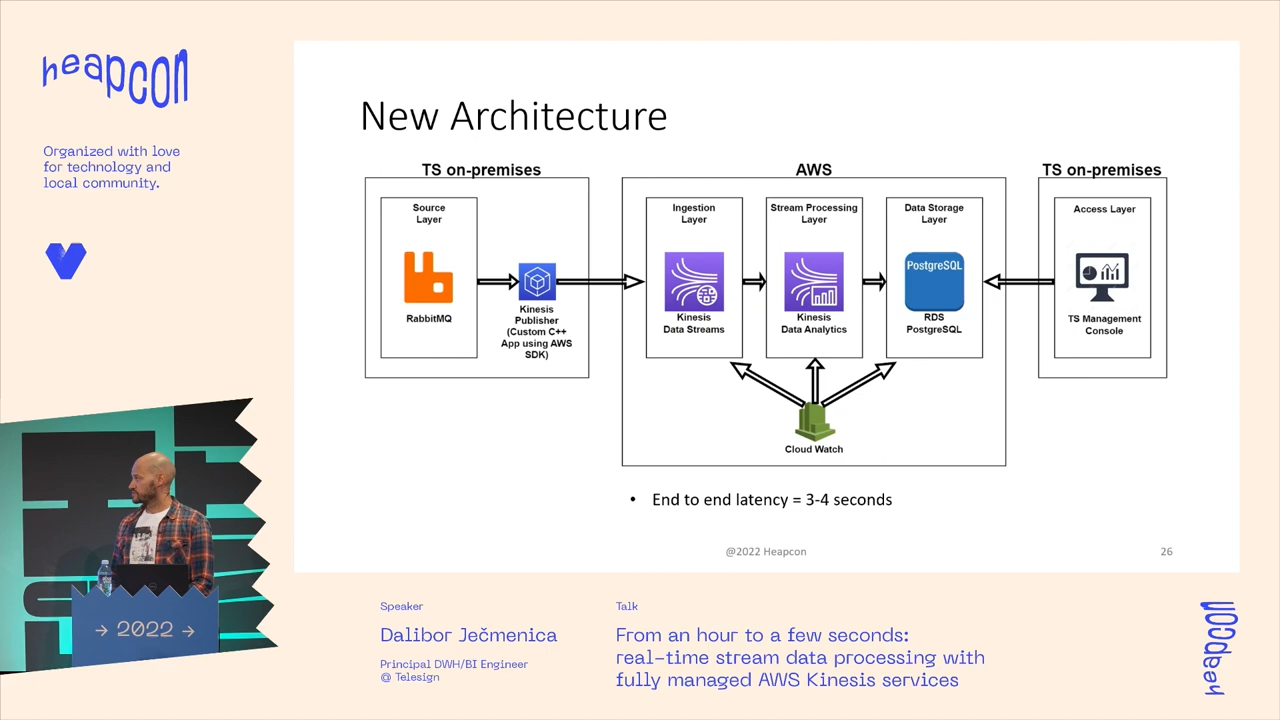 heapcon
Organized with love
for technology and
local community.
New Architecture
TS on-premises
Source
Layer
RabbitMQ
Kinesis
Publisher
(Custom C++
App using AWS
SDK)
AWS
Ingestion
Layer
Kinesis
Data Streams
Stream Processing
Layer
Kinesis
Data Analytics
Data Storage
Layer
PostgreSQL
RDS
PostgreSQL
Cloud Watch
TS on-premises
Access Layer
TS Management
Console
• End to end latency = 3-4 seconds
@2022 Heapcon
26
→ 2022 →
Speaker
Dalibor Ječmenica
Principal DWH/BI Engineer
@ Telesign
Talk
From an hour to a few seconds:
real-time stream data processing with
fully managed AWS Kinesis services
heapcon